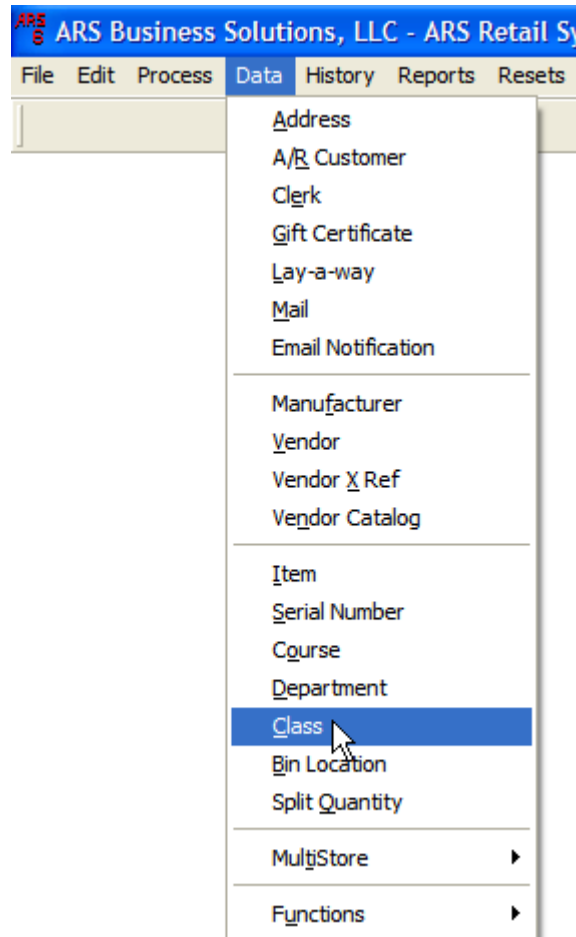 ARS
S
ARS Business Solutions, LLC - ARS Retail Sy
File Edit Process Data History Reports Resets
Address
A/R Customer
Clerk
Gift Certificate
Lay-a-way
Mail
Email Notification
Manufacturer
Vendor
Vendor X Ref
Vendor Catalog
Item
Serial Number
Course
Department
Class
Bin Location
Split Quantity
MultiStore
Functions